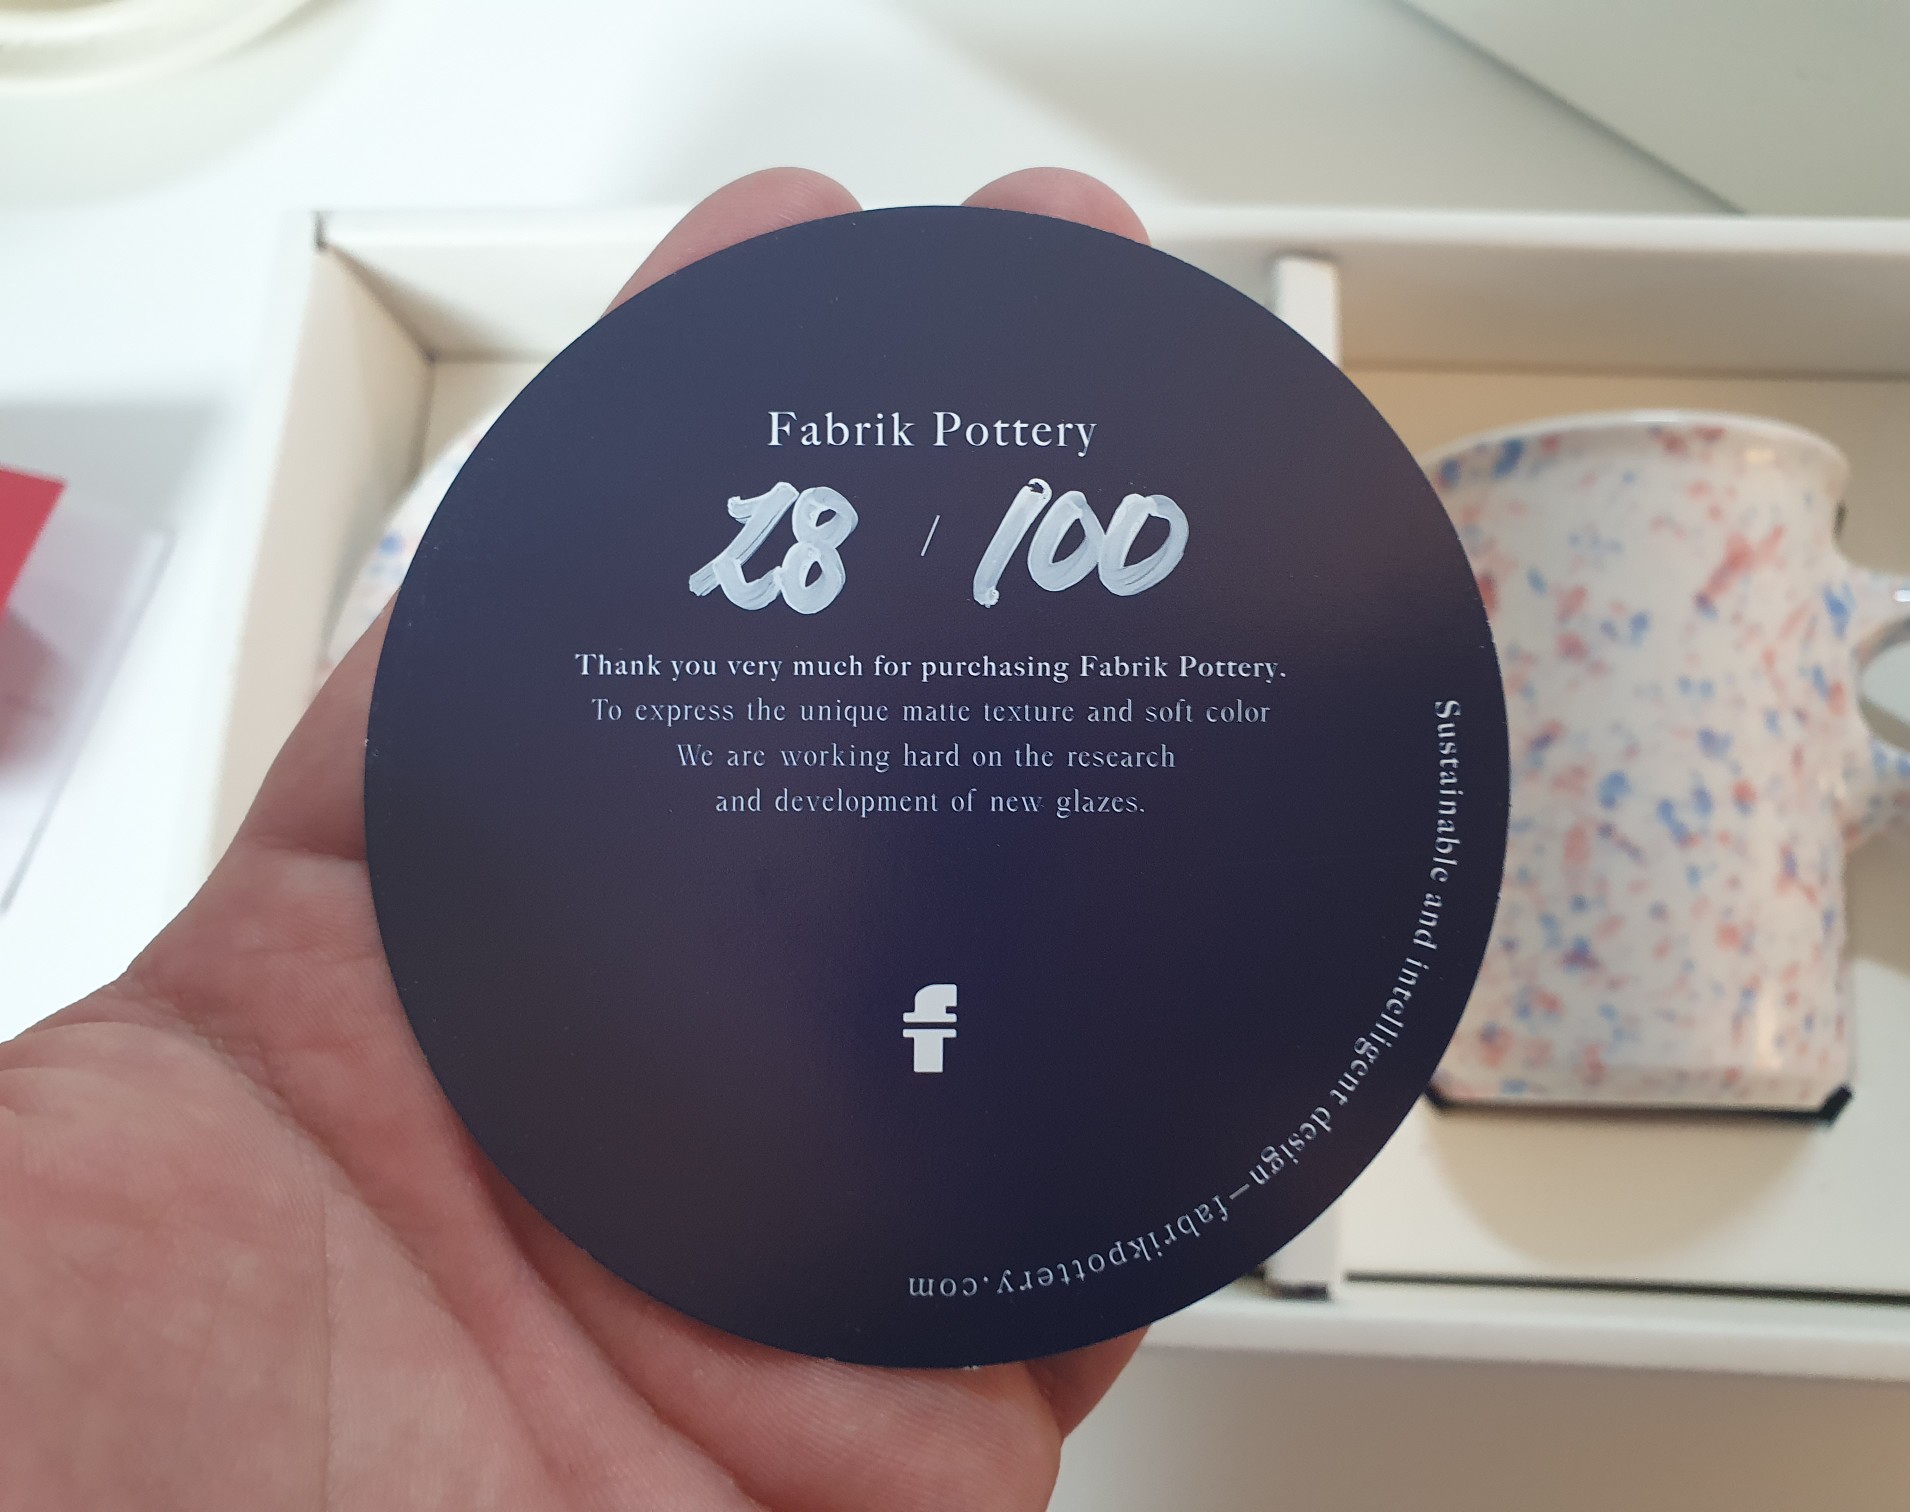 Fabrik Pottery
28 / 100
Thank you very much for purchasing Fabrik Pottery.
To express the unique matte texture and soft color
We are working hard on the research
and development of new glazes.
f
Sustainable and intelligent design—fabrikpottery.com